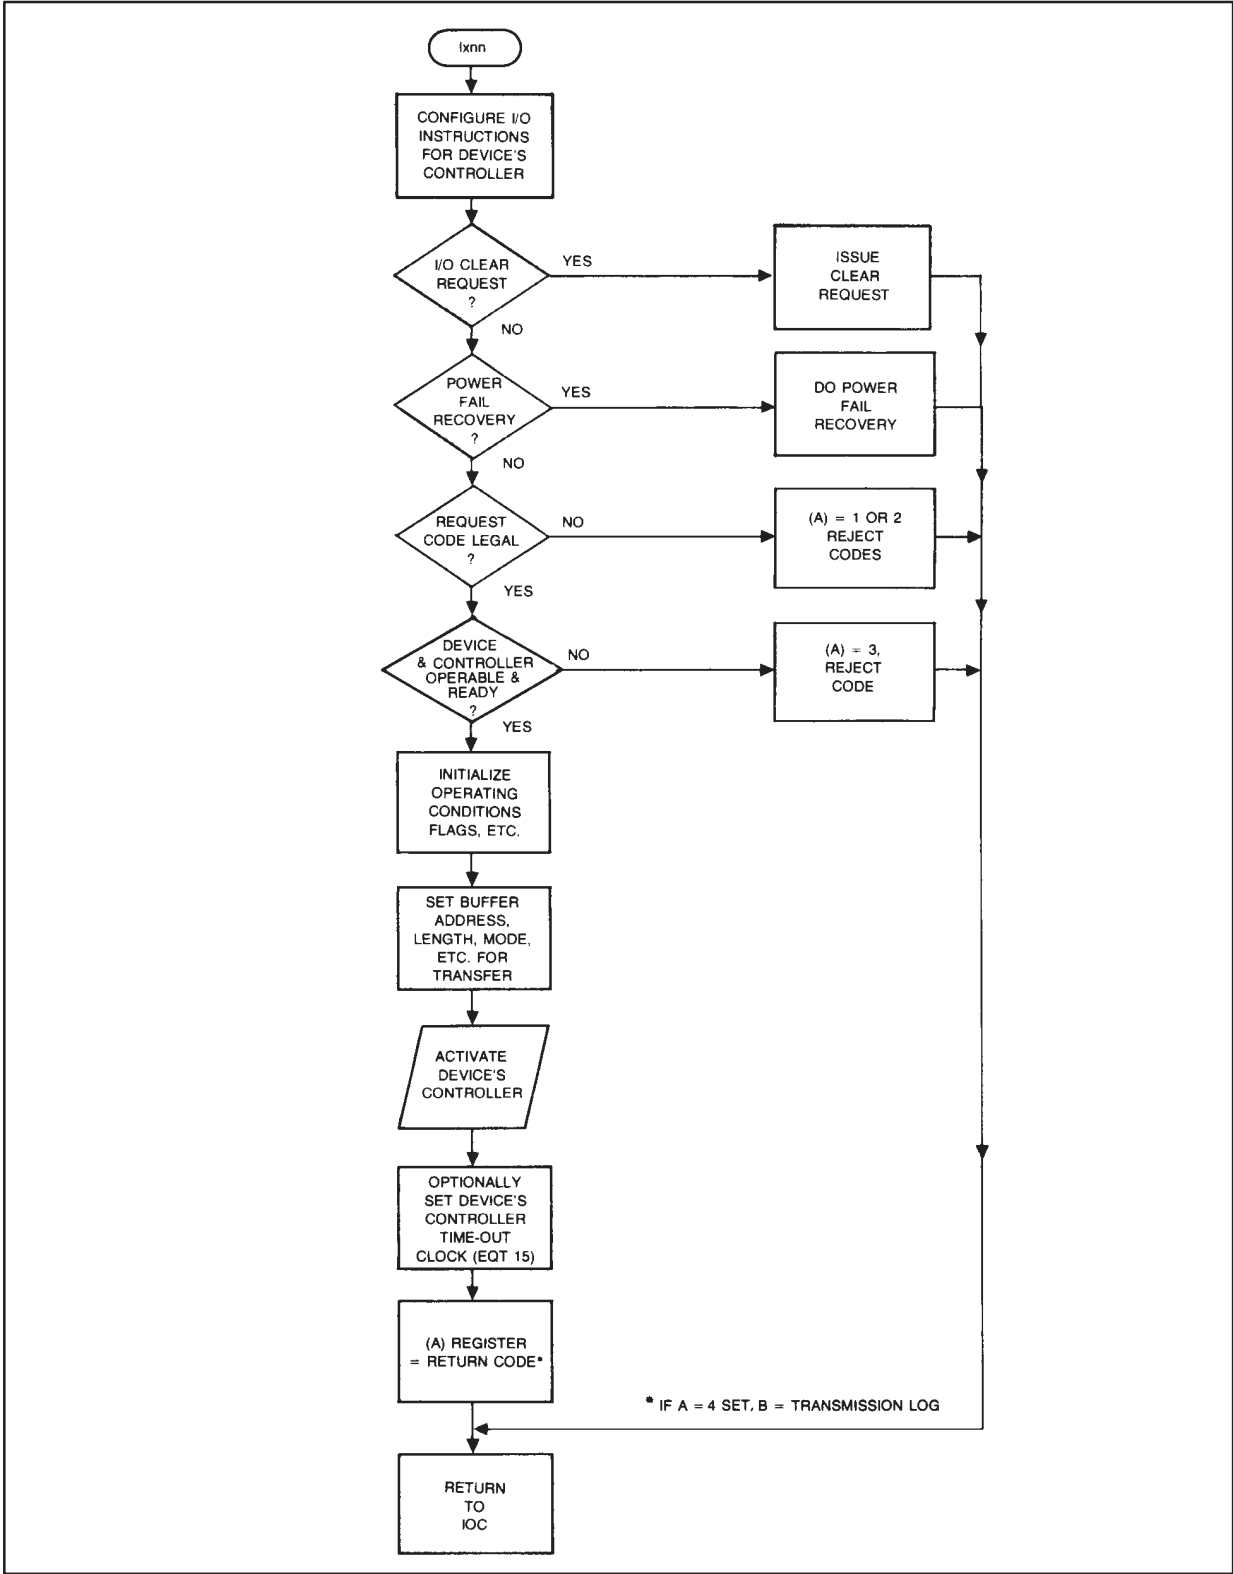 Ixnn
CONFIGURE I/O
INSTRUCTIONS
FOR DEVICE'S
CONTROLLER
I/O CLEAR
REQUEST
?
YES
ISSUE
CLEAR
REQUEST
NO
POWER
FAIL
RECOVERY
?
YES
DO POWER
FAIL
RECOVERY
NO
REQUEST
CODE LEGAL
?
NO
(A) = 1 OR 2
REJECT
CODES
YES
DEVICE
& CONTROLLER
OPERABLE &
READY
?
NO
(A) = 3,
REJECT
CODE
YES
INITIALIZE
OPERATING
CONDITIONS
FLAGS, ETC.
SET BUFFER
ADDRESS,
LENGTH, MODE,
ETC. FOR
TRANSFER
ACTIVATE
DEVICE'S
CONTROLLER
OPTIONALLY
SET DEVICE'S
CONTROLLER
TIME-OUT
CLOCK (EQT 15)
(A) REGISTER
= RETURN CODE*
* IF A = 4 SET, B = TRANSMISSION LOG
RETURN
TO
IOC